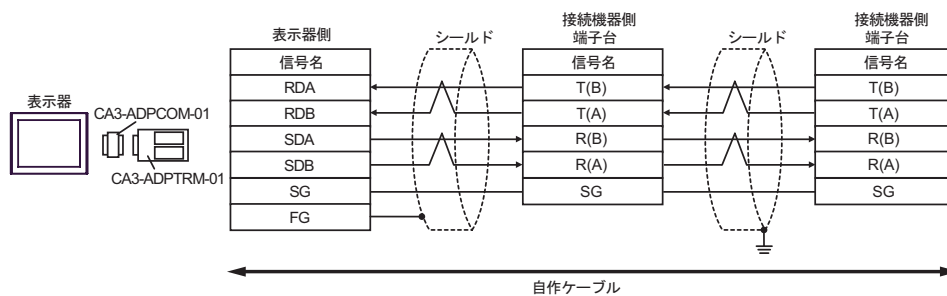 表示器
CA3-ADPCOM-01
CA3-ADPTRM-01
表示器側
信号名
RDA
RDB
SDA
SDB
SG
FG
シールド
接続機器側
端子台
信号名
T(B)
T(A)
R(B)
R(A)
SG
シールド
接続機器側
端子台
信号名
T(B)
T(A)
R(B)
R(A)
SG
自作ケーブル